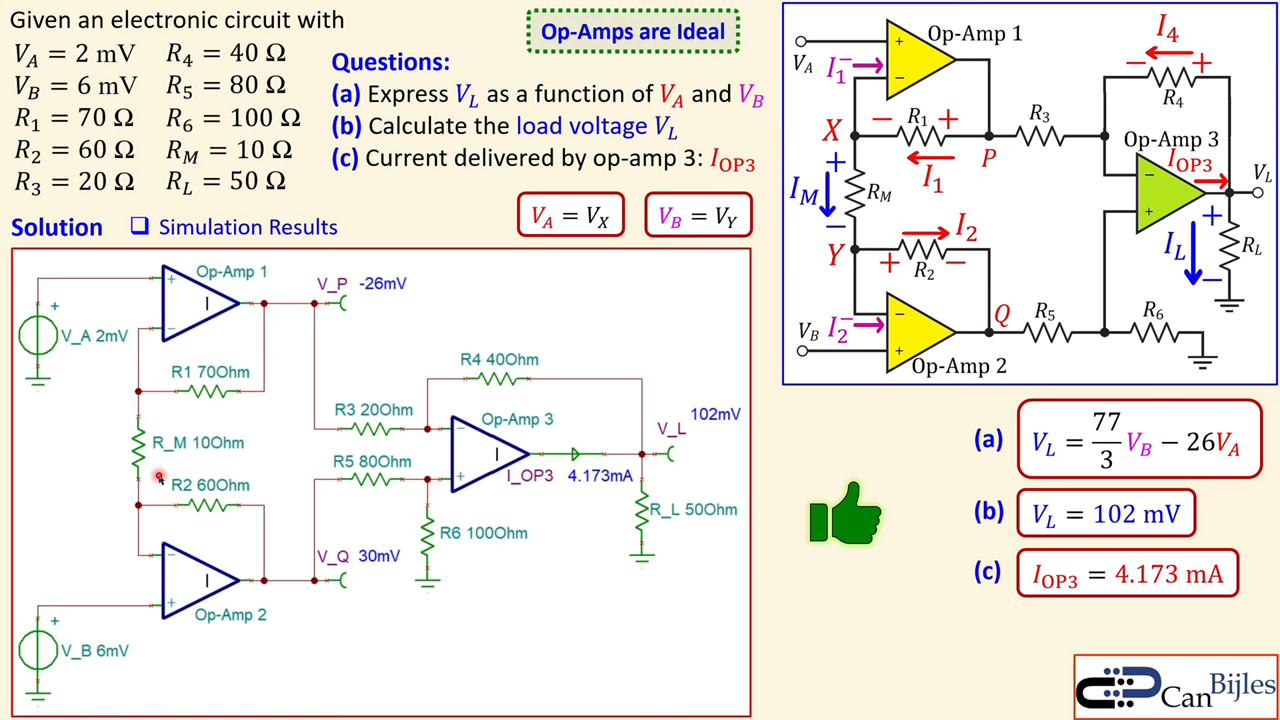 Given an electronic circuit with
V_A = 2 mV   R_4 = 40 Ω
V_B = 6 mV   R_5 = 80 Ω
R_1 = 70 Ω   R_6 = 100 Ω
R_2 = 60 Ω   R_M = 10 Ω
R_3 = 20 Ω   R_L = 50 Ω
Op-Amps are Ideal
Questions:
(a) Express V_L as a function of V_A and V_B
(b) Calculate the load voltage V_L
(c) Current delivered by op-amp 3: I_OP3
Solution
❑ Simulation Results
V_A = V_X
V_B = V_Y
Op-Amp 1
V_P -26mV
V_A 2mV
R1 70Ohm
R4 40Ohm
R3 20Ohm
Op-Amp 3
102mV
V_L
R_M 10Ohm
R5 80Ohm
I_OP3 4.173mA
R2 60Ohm
R_L 50Ohm
R6 100Ohm
V_Q 30mV
Op-Amp 2
V_B 6mV
I_4
Op-Amp 1
V_A
I_1^-
+
−
− +
R_4
X
− R_1 +
R_3
Op-Amp 3
P
I_1
I_OP3
V_L
+
I_M
R_M
−
−
+
+
I_L
R_L
−
Y
I_2
+ R_2 −
Q
R_5
R_6
V_B
I_2^-
−
+
Op-Amp 2
(a) V_L = 77/3 V_B − 26V_A
(b) V_L = 102 mV
(c) I_OP3 = 4.173 mA
CanBijles